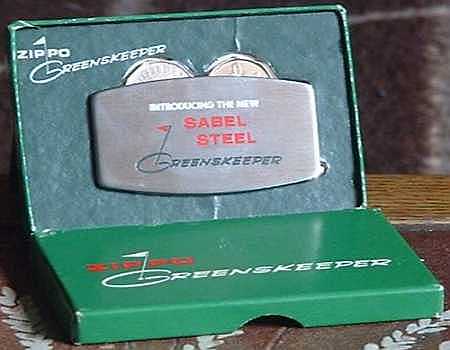 ZIPPO
GREENSKEEPER
INTRODUCING THE NEW
SABEL
STEEL
GREENSKEEPER
ZIPPO
GREENSKEEPER